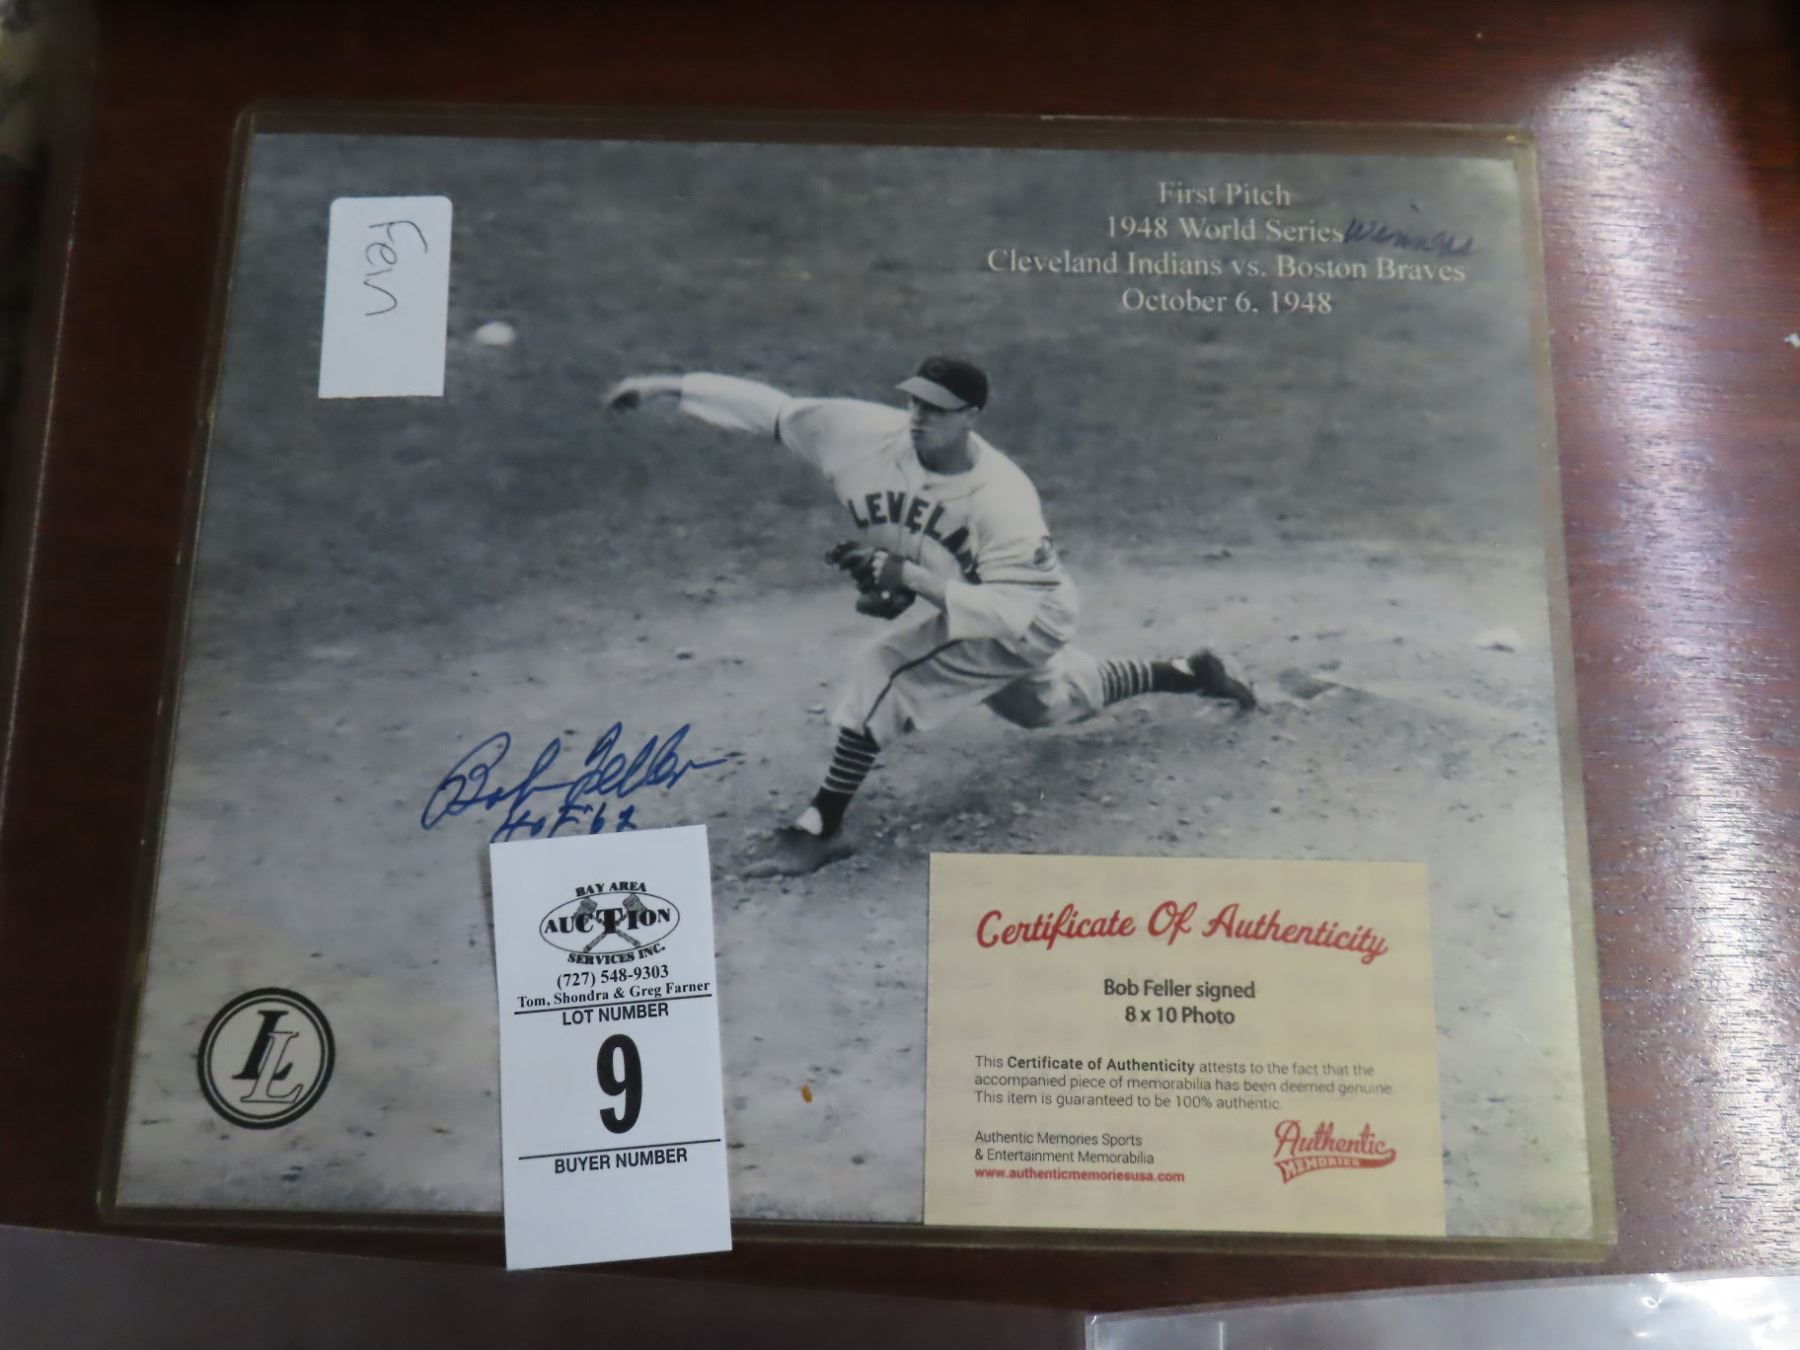 First Pitch
1948 World Series Winners
Cleveland Indians vs. Boston Braves
October 6, 1948
Fen
C
LEVELA
Bob Feller
HOF '62
BAY AREA
AUCTION
SERVICES INC.
(727) 548-9303
Tom, Shondra & Greg Farner
LOT NUMBER
9
BUYER NUMBER
LL
Certificate Of Authenticity
Bob Feller signed
8 x 10 Photo
This Certificate of Authenticity attests to the fact that the
accompanied piece of memorabilia has been deemed genuine.
This item is guaranteed to be 100% authentic.
Authentic Memories Sports
& Entertainment Memorabilia
www.authenticmemoriesusa.com
Authentic
MEMORIES